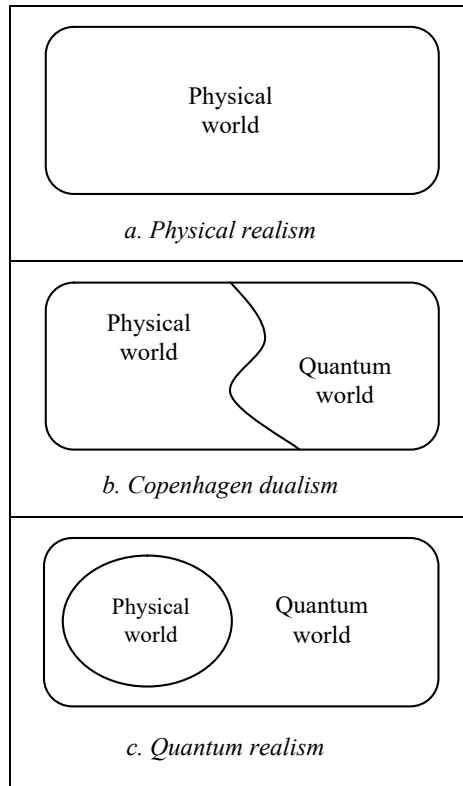 Physical
world
a. Physical realism
Physical
world
Quantum
world
b. Copenhagen dualism
Physical
world
Quantum
world
c. Quantum realism